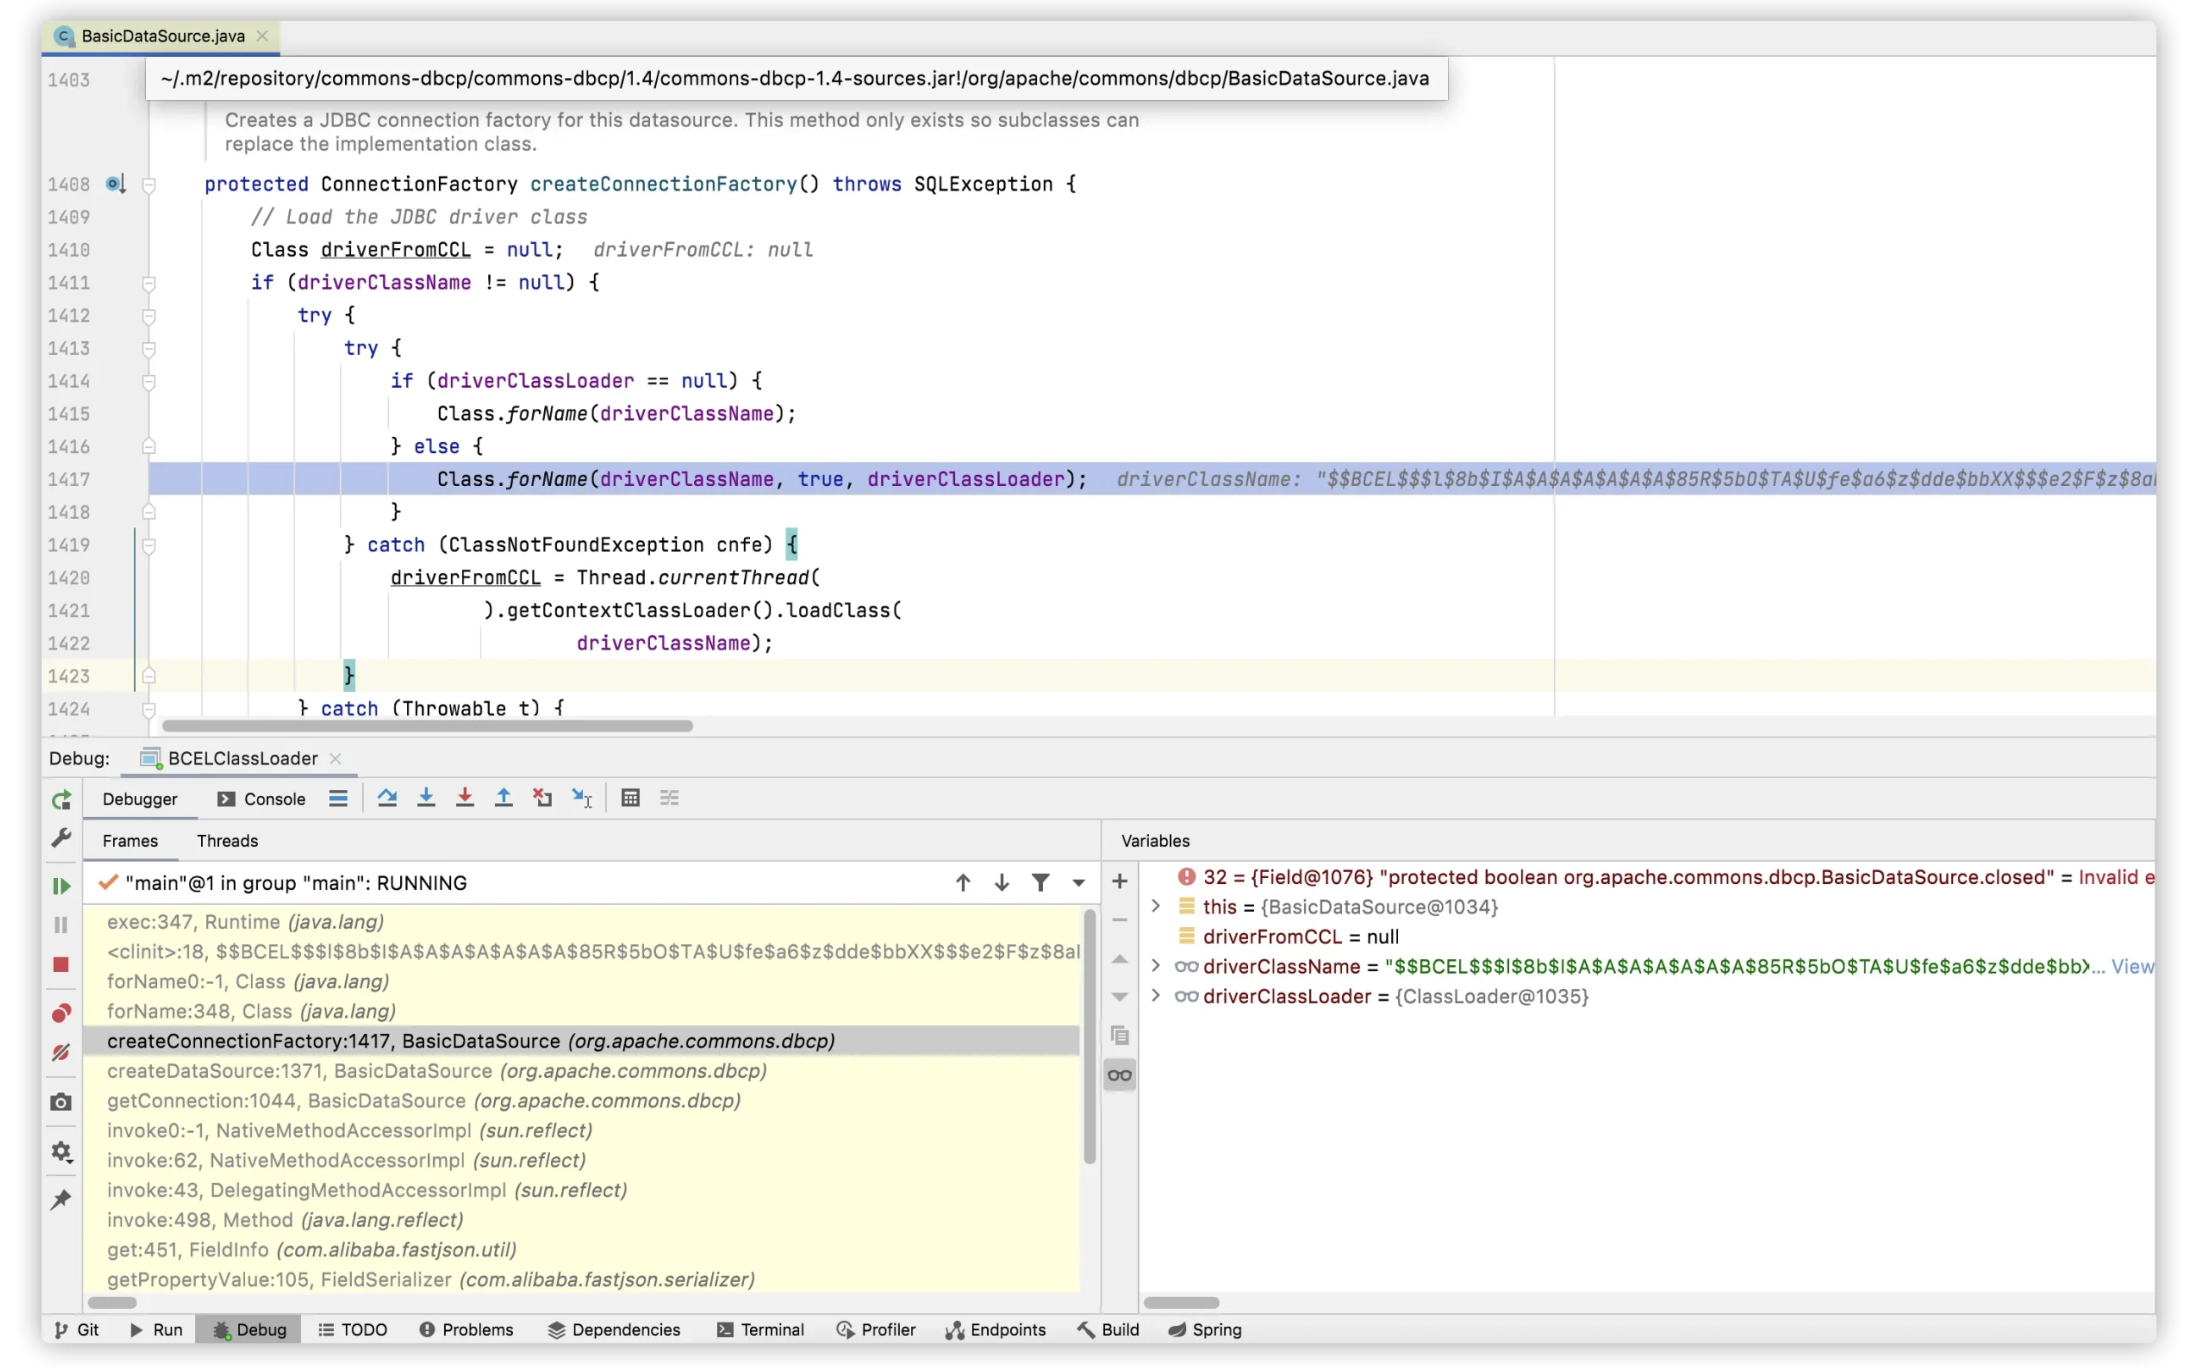 BasicDataSource.java
1403
~/.m2/repository/commons-dbcp/commons-dbcp/1.4/commons-dbcp-1.4-sources.jar!/org/apache/commons/dbcp/BasicDataSource.java
Creates a JDBC connection factory for this datasource. This method only exists so subclasses can
replace the implementation class.
1408 protected ConnectionFactory createConnectionFactory() throws SQLException {
1409 // Load the JDBC driver class
1410 Class driverFromCCL = null; driverFromCCL: null
1411 if (driverClassName != null) {
1412 try {
1413 try {
1414 if (driverClassLoader == null) {
1415 Class.forName(driverClassName);
1416 } else {
1417 Class.forName(driverClassName, true, driverClassLoader); driverClassName: "$$BCEL$$$l$8b$I$A$A$A$A$A$A$A$85R$5bO$TA$U$fe$a6$z$dde$bbXX$$$e2$F$z$8a
1418 }
1419 } catch (ClassNotFoundException cnfe) {
1420 driverFromCCL = Thread.currentThread(
1421 ).getContextClassLoader().loadClass(
1422 driverClassName);
1423 }
1424 } catch (Throwable t) {
Debug: BCELClassLoader
Debugger Console
Frames Threads
Variables
"main"@1 in group "main": RUNNING
exec:347, Runtime (java.lang)
<clinit>:18, $$BCEL$$$l$8b$I$A$A$A$A$A$A$A$85R$5bO$TA$U$fe$a6$z$dde$bbXX$$$e2$F$z$8al
forName0:-1, Class (java.lang)
forName:348, Class (java.lang)
createConnectionFactory:1417, BasicDataSource (org.apache.commons.dbcp)
createDataSource:1371, BasicDataSource (org.apache.commons.dbcp)
getConnection:1044, BasicDataSource (org.apache.commons.dbcp)
invoke0:-1, NativeMethodAccessorImpl (sun.reflect)
invoke:62, NativeMethodAccessorImpl (sun.reflect)
invoke:43, DelegatingMethodAccessorImpl (sun.reflect)
invoke:498, Method (java.lang.reflect)
get:451, FieldInfo (com.alibaba.fastjson.util)
getPropertyValue:105, FieldSerializer (com.alibaba.fastjson.serializer)
32 = {Field@1076} "protected boolean org.apache.commons.dbcp.BasicDataSource.closed" = Invalid e
this = {BasicDataSource@1034}
driverFromCCL = null
driverClassName = "$$BCEL$$$l$8b$I$A$A$A$A$A$A$A$85R$5bO$TA$U$fe$a6$z$dde$bbX... View
driverClassLoader = {ClassLoader@1035}
Git Run Debug TODO Problems Dependencies Terminal Profiler Endpoints Build Spring